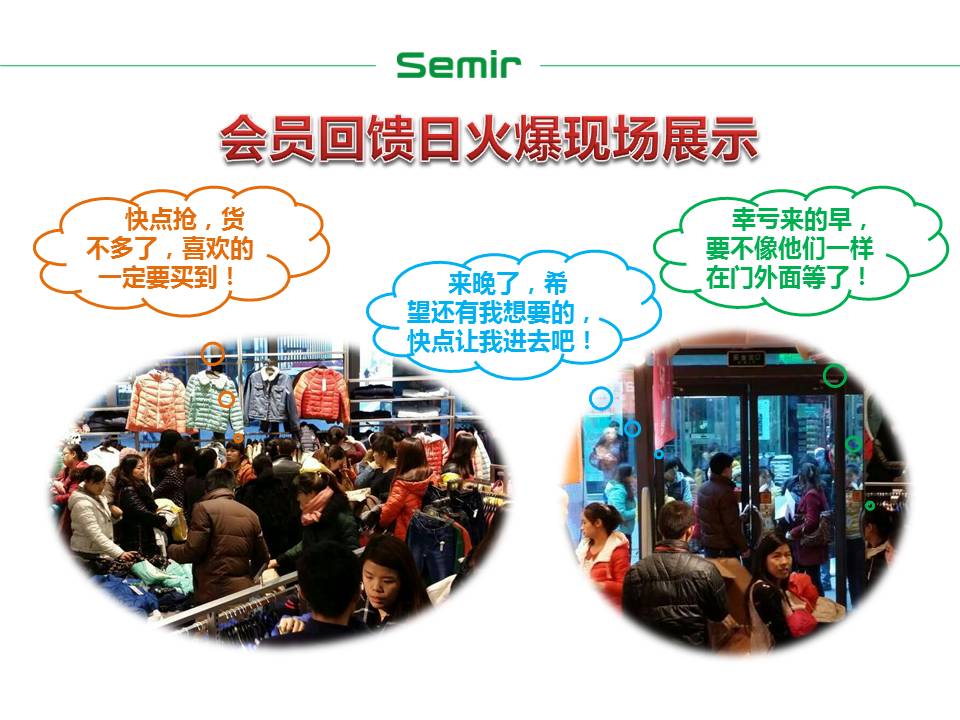 Semir
会员回馈日火爆现场展示
快点抢，货
不多了，喜欢的
一定要买到！
来晚了，希
望还有我想要的，
快点让我进去吧！
幸亏来的早，
要不像他们一样
在门外面等了！